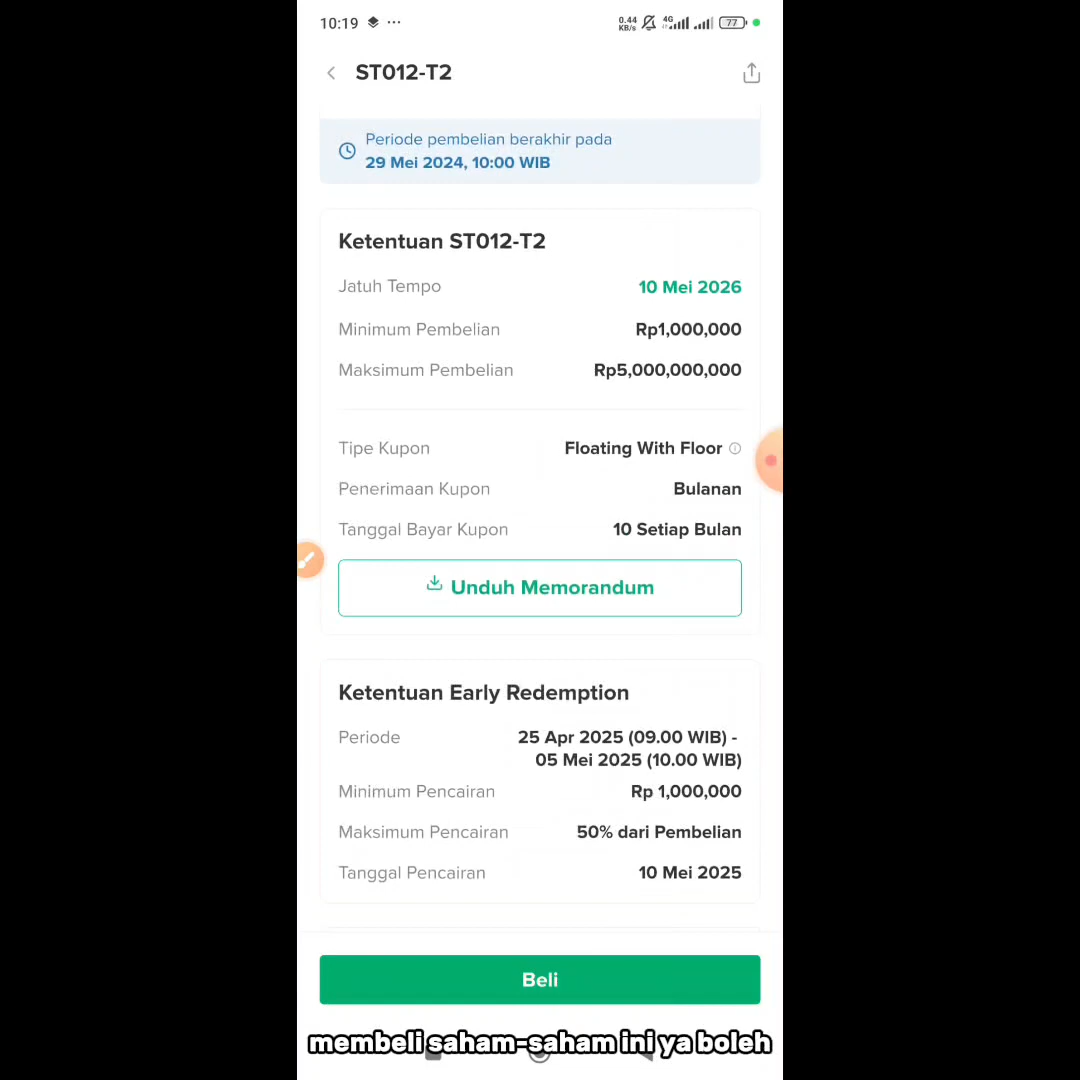 10:19
0.44 KB/s 4G 77
ST012-T2
Periode pembelian berakhir pada
29 Mei 2024, 10:00 WIB
Ketentuan ST012-T2
Jatuh Tempo 10 Mei 2026
Minimum Pembelian Rp1,000,000
Maksimum Pembelian Rp5,000,000,000
Tipe Kupon Floating With Floor
Penerimaan Kupon Bulanan
Tanggal Bayar Kupon 10 Setiap Bulan
Unduh Memorandum
Ketentuan Early Redemption
Periode 25 Apr 2025 (09.00 WIB) -
05 Mei 2025 (10.00 WIB)
Minimum Pencairan Rp 1,000,000
Maksimum Pencairan 50% dari Pembelian
Tanggal Pencairan 10 Mei 2025
Beli
membeli saham-saham ini ya boleh